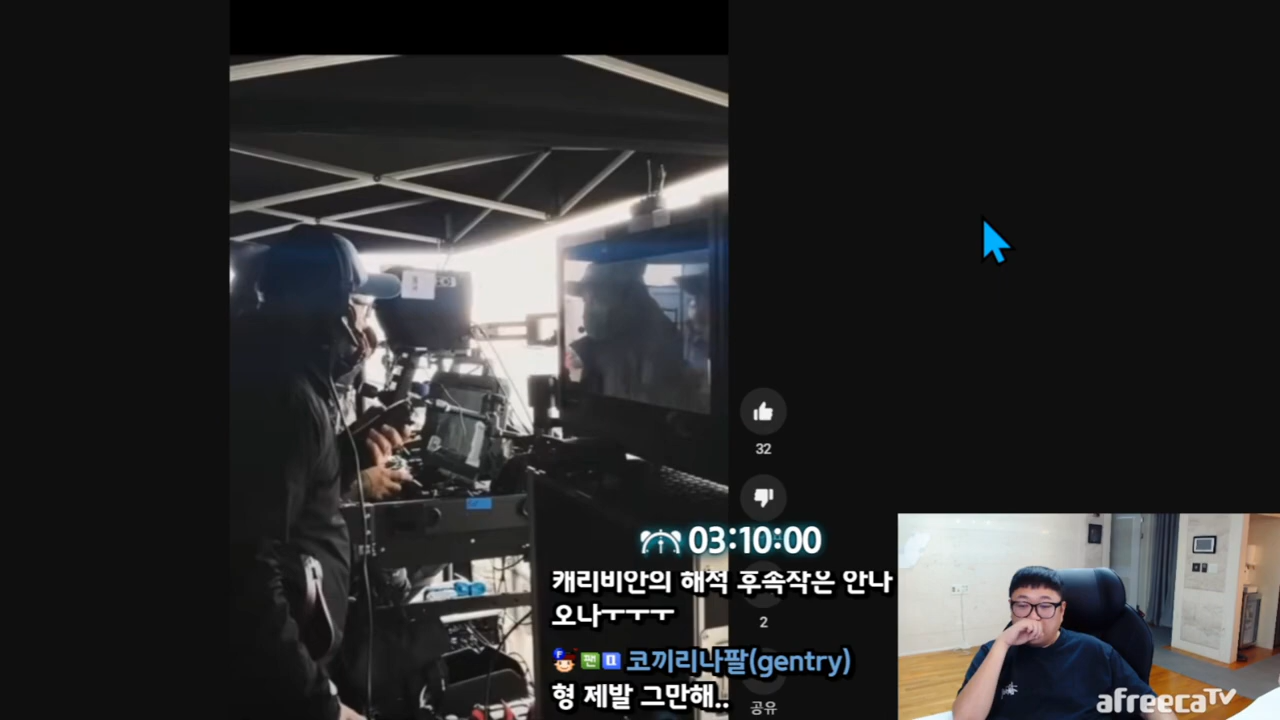 32
03:10:00
캐리비안의 해적 후속작은 안나
오나ㅜㅜㅜ
2
F 팬 코끼리나팔(gentry)
형 제발 그만해..
공유
afreecaTV